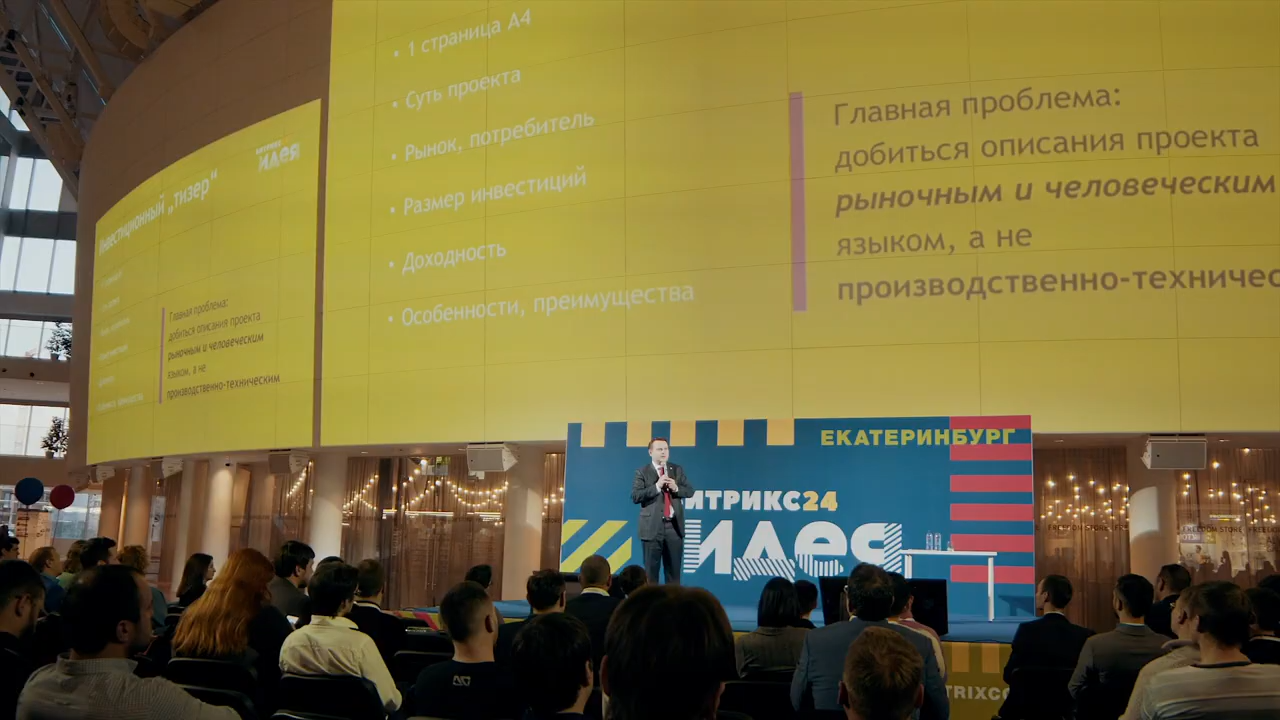 • 1 страница А4
• Суть проекта
• Рынок, потребитель
• Размер инвестиций
• Доходность
• Особенности, преимущества
Главная проблема:
добиться описания проекта
рыночным и человеческим
языком, а не
производственно-техничес
БИТРИКС
идея
Инвестиционный „тизер“
Главная проблема:
добиться описания проекта
рыночным и человеческим
языком, а не
производственно-техническим
ЕКАТЕРИНБУРГ
ИТРИКС24
идея
TRIXCO